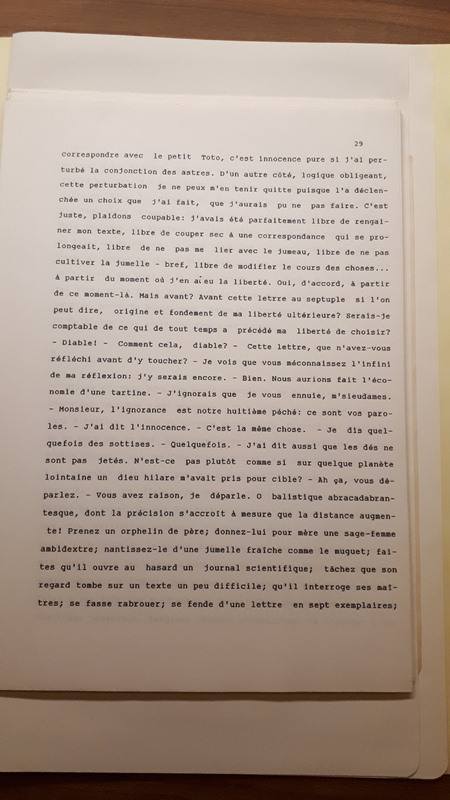 29
correspondre avec le petit Toto, c'est innocence pure si j'ai per-
turbé la conjonction des astres. D'un autre côté, logique obligeant,
cette perturbation je ne peux m'en tenir quitte puisque l'a déclen-
chée un choix que j'ai fait, que j'aurais pu ne pas faire. C'est
juste, plaidons coupable: j'avais été parfaitement libre de rengai-
ner mon texte, libre de couper sec à une correspondance qui se pro-
longeait, libre de ne pas me lier avec le jumeau, libre de ne pas
cultiver la jumelle - bref, libre de modifier le cours des choses...
à partir du moment où j'en ai eu la liberté. Oui, d'accord, à partir
de ce moment-là. Mais avant? Avant cette letrre au septuple si l'on
peut dire, origine et fondement de ma liberté ultérieure? Serais-je
comptable de ce qui de tout temps a précédé ma liberté de choisir?
- Diable! - Comment cela, diable? - Cette lettre, que n'avez-vous
réfléchi avant d'y toucher? - Je vois que vous méconnaissez l'infini
de ma réflexion: j'y serais encore. - Bien. Nous aurions fait l'éco-
nomie d'une tartine. - J'ignorais que je vous ennuie, m'sieudames.
- Monsieur, l'ignorance est notre huitième péché: ce sont vos paro-
les. - J'ai dit l'innocence. - C'est la même chose. - Je dis quel-
quefois des sottises. - Quelquefois. - J'ai dit aussi que les dés ne
sont pas jetés. N'est-ce pas plutôt comme si sur quelque planète
lointaine un dieu hilare m'avait pris pour cible? - Ah ça, vous dé-
parlez. - Vous avez raison, je déparle. O balistique abracadabran-
tesque, dont la précision s'accroît à mesure que la distance augmen-
te! Prenez un orphelin de père; donnez-lui pour mère une sage-femme
ambidextre; nantissez-le d'une jumelle fraîche comme le muguet; fai-
tes qu'il ouvre au hasard un journal scientifique; tâchez que son
regard tombe sur un texte un peu difficile; qu'il interroge ses maî-
tres; se fasse rabrouer; se fende d'une lettre en sept exemplaires;